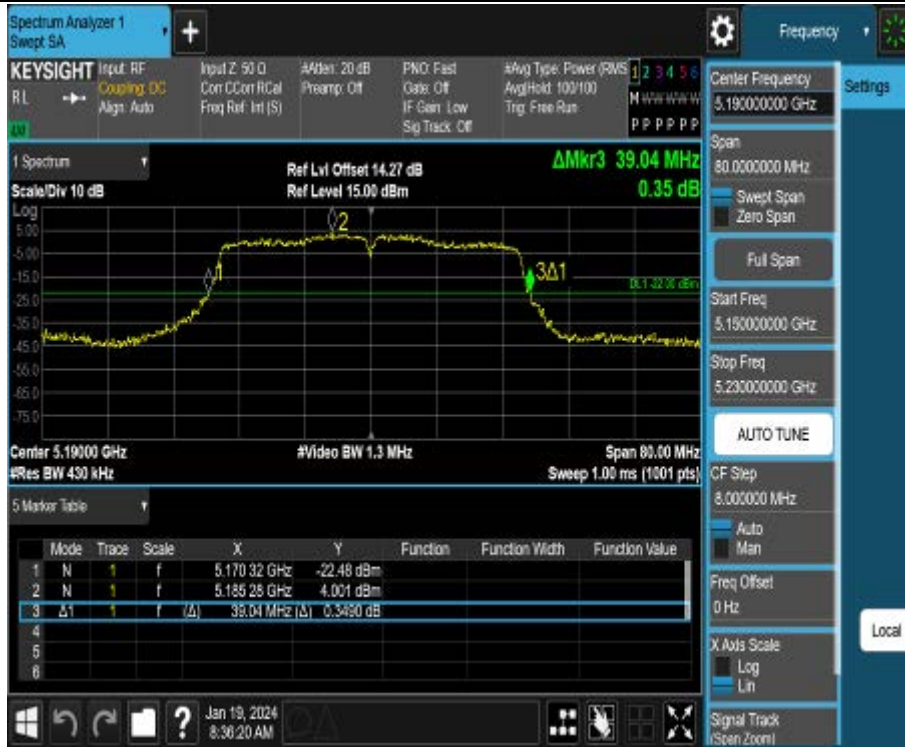 Spectrum Analyzer 1
Swept SA
Frequency
KEYSIGHT
Input: RF
Coupling: DC
Align: Auto
RL
Input Z: 50 Ω
Corr CCorr RCal
Freq Ref: Int (S)
#Atten: 20 dB
Preamp: Off
PNO: Fast
Gate: Off
IF Gain: Low
Sig Track: Off
#Avg Type: Power (RMS
Avg|Hold: 100/100
Trig: Free Run
1 2 3 4 5 6
M W W W W W
P P P P P P
Settings
Center Frequency
5.190000000 GHz
Span
80.0000000 MHz
Swept Span
Zero Span
Full Span
Start Freq
5.150000000 GHz
Stop Freq
5.230000000 GHz
AUTO TUNE
CF Step
8.000000 MHz
Auto
Man
Freq Offset
0 Hz
X Axis Scale
Log
Lin
Signal Track
(Span Zoom)
Local
1 Spectrum
Scale/Div 10 dB
Ref Lvl Offset 14.27 dB
Ref Level 15.00 dBm
ΔMkr3 39.04 MHz
0.35 dB
Log
5.00
-5.00
-15.0
-25.0
-35.0
-45.0
-55.0
-65.0
-75.0
1
2
3Δ1
DL1 -22.00 dBm
Center 5.19000 GHz
#Res BW 430 kHz
#Video BW 1.3 MHz
Span 80.00 MHz
Sweep 1.00 ms (1001 pts)
5 Marker Table
Mode Trace Scale X Y Function Function Width Function Value
1 N 1 f 5.170 32 GHz -22.48 dBm
2 N 1 f 5.185 28 GHz 4.001 dBm
3 Δ1 1 f (Δ) 39.04 MHz (Δ) 0.3490 dB
4
5
6
?
Jan 19, 2024
8:36:20 AM